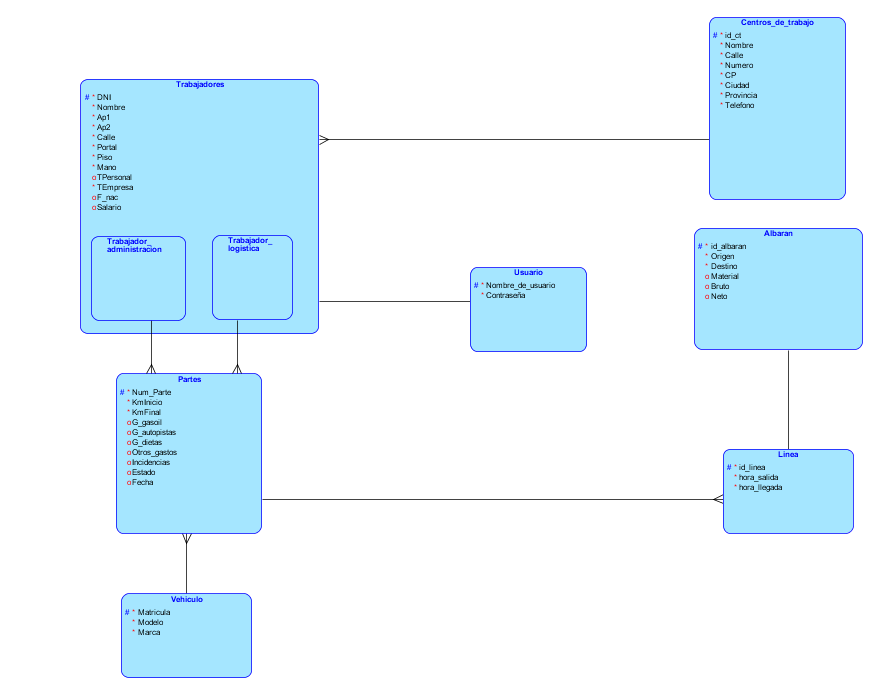 Centros_de_trabajo
# * id_ct
* Nombre
* Calle
* Numero
* CP
* Ciudad
* Provincia
* Telefono
Trabajadores
# * DNI
* Nombre
* Ap1
* Ap2
* Calle
* Portal
* Piso
* Mano
o TPersonal
* TEmpresa
o F_nac
o Salario
Trabajador_
administracion
Trabajador_
logistica
Usuario
# * Nombre_de_usuario
* Contraseña
Albaran
# * id_albaran
* Origen
* Destino
o Material
o Bruto
o Neto
Partes
# * Num_Parte
* KmInicio
* KmFinal
o G_gasoil
o G_autopistas
o G_dietas
o Otros_gastos
o Incidencias
o Estado
o Fecha
Linea
# * id_linea
* hora_salida
* hora_llegada
Vehiculo
# * Matricula
* Modelo
* Marca